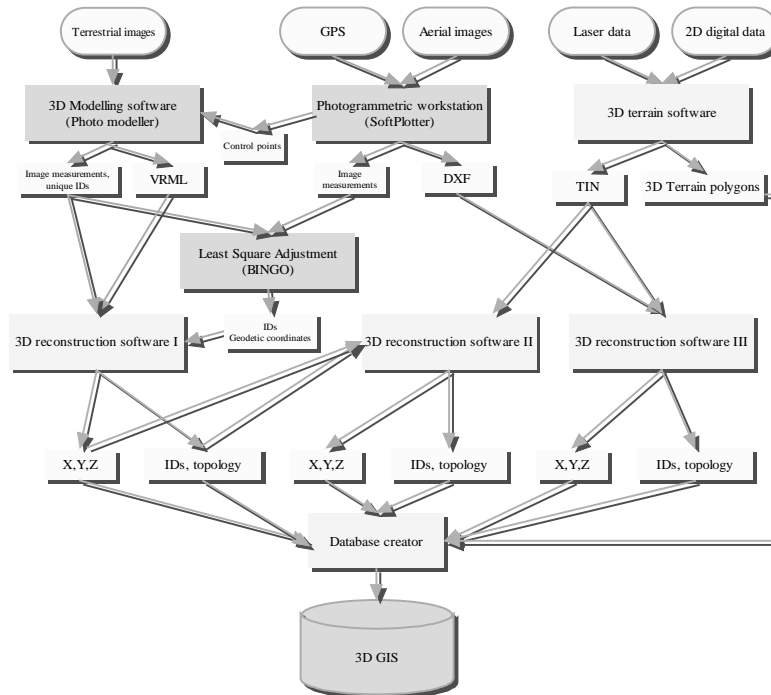 Terrestrial images
GPS
Aerial images
Laser data
2D digital data
3D Modelling software
(Photo modeller)
Photogrammetric workstation
(SoftPlotter)
3D terrain software
Control points
Image measurements,
unique IDs
VRML
Image
measurements
DXF
TIN
3D Terrain polygons
Least Square Adjustment
(BINGO)
IDs
Geodetic coordinates
3D reconstruction software I
3D reconstruction software II
3D reconstruction software III
X,Y,Z
IDs, topology
X,Y,Z
IDs, topology
X,Y,Z
IDs, topology
Database creator
3D GIS